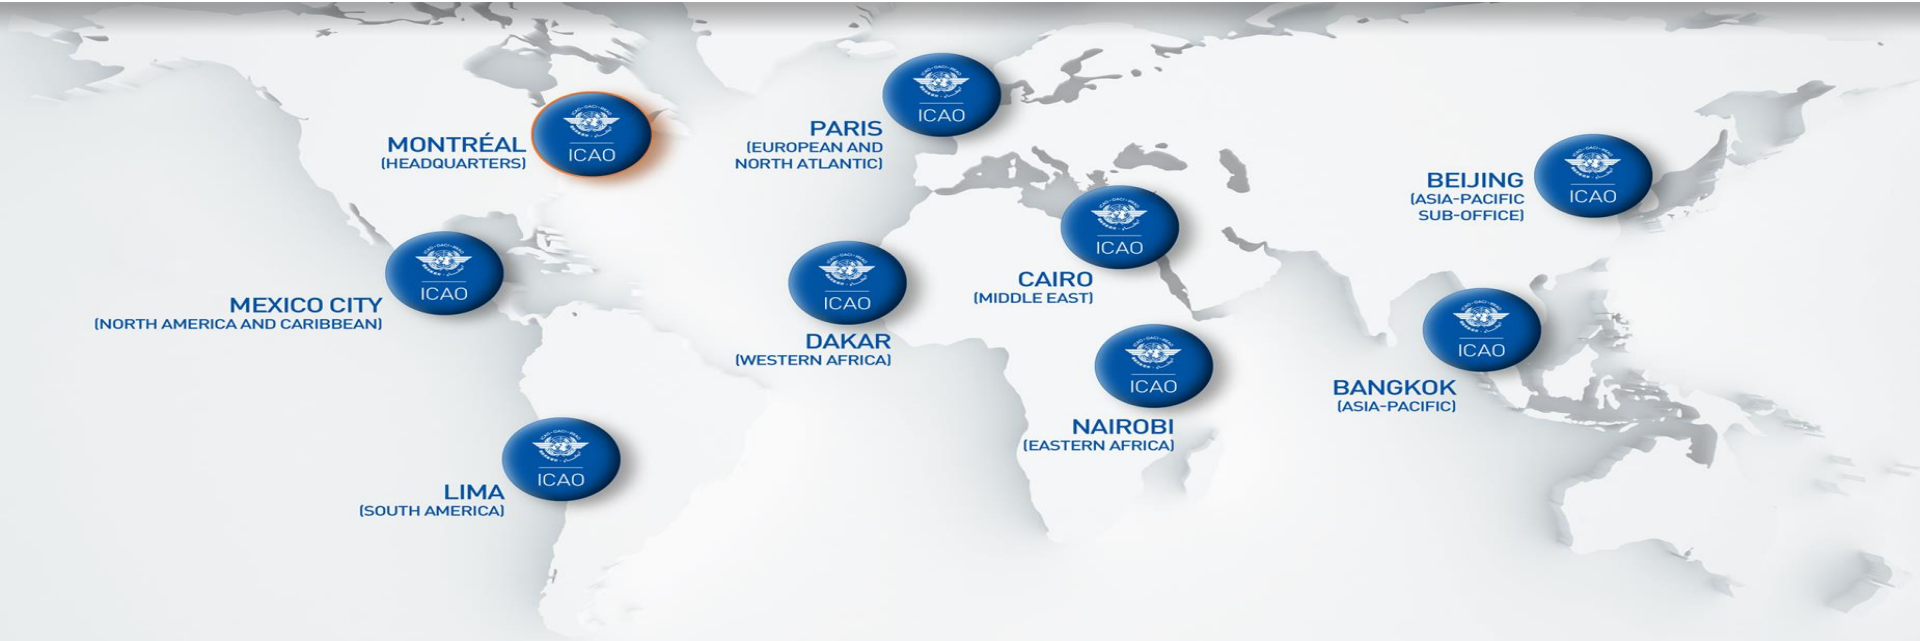 MONTRÉAL
(HEADQUARTERS)
ICAO
PARIS
(EUROPEAN AND
NORTH ATLANTIC)
ICAO
BEIJING
(ASIA-PACIFIC
SUB-OFFICE)
ICAO
MEXICO CITY
(NORTH AMERICA AND CARIBBEAN)
ICAO
DAKAR
(WESTERN AFRICA)
ICAO
CAIRO
(MIDDLE EAST)
ICAO
NAIROBI
(EASTERN AFRICA)
ICAO
BANGKOK
(ASIA-PACIFIC)
ICAO
LIMA
(SOUTH AMERICA)
ICAO